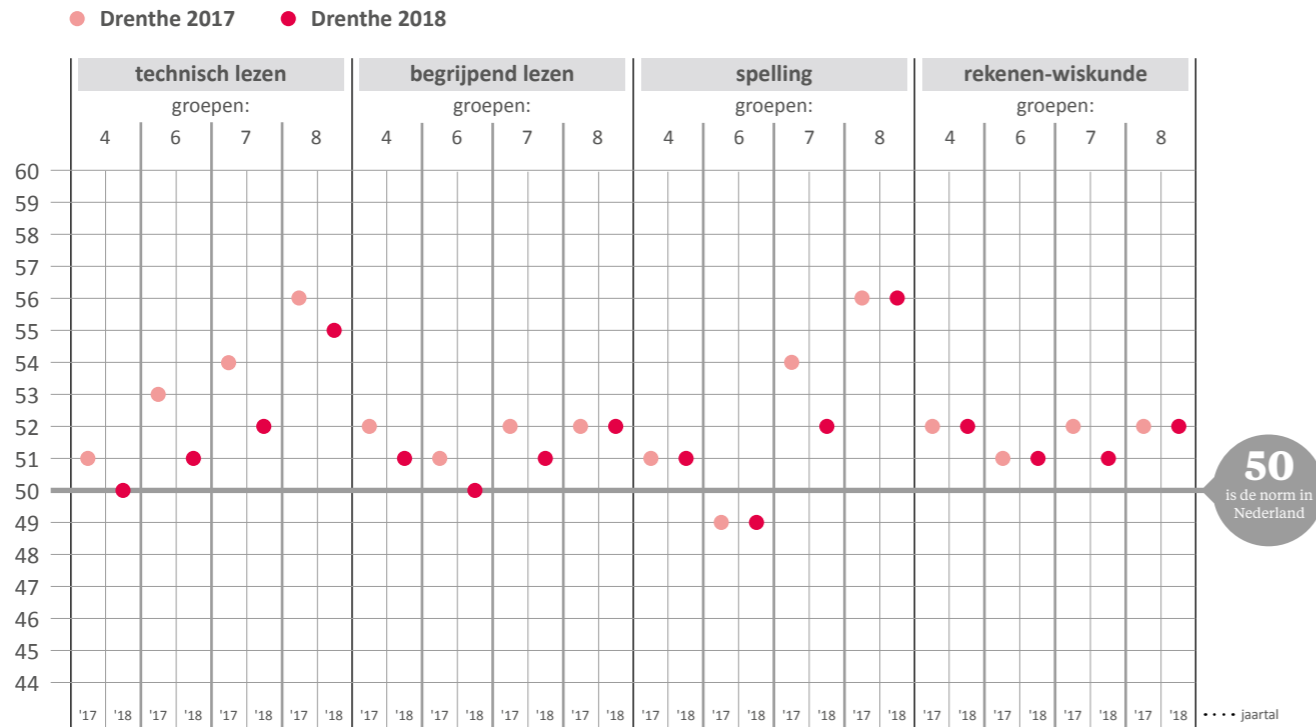 Drenthe 2017 Drenthe 2018
technisch lezen begrijpend lezen spelling rekenen-wiskunde
groepen: groepen: groepen: groepen:
4 6 7 8 4 6 7 8 4 6 7 8 4 6 7 8
60
59
58
57
56
55
54
53
52
51
50
49
48
47
46
45
44
50
is de norm in
Nederland
'17 '18 '17 '18 '17 '18 '17 '18 '17 '18 '17 '18 '17 '18 '17 '18 '17 '18 '17 '18 '17 '18 '17 '18 '17 '18 '17 '18 '17 '18 '17 '18 jaartal